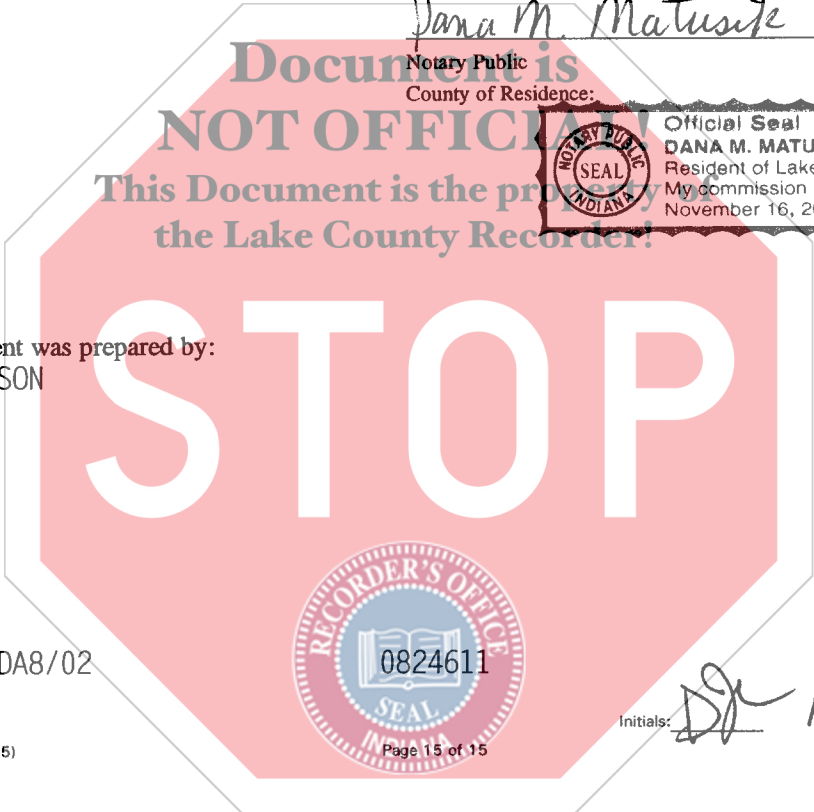 Dana M. Matusik
Notary Public
County of Residence:
Document is
NOT OFFICIAL!
This Document is the property of
the Lake County Recorder!
NOTARY PUBLIC
SEAL
INDIANA
Official Seal
DANA M. MATU
Resident of Lake
My commission
November 16, 20
ent was prepared by:
SON
STOP
RECORDER'S OFFICE
SEAL
INDIANA
DA8/02
0824611
Initials: DJL
5)
Page 15 of 15